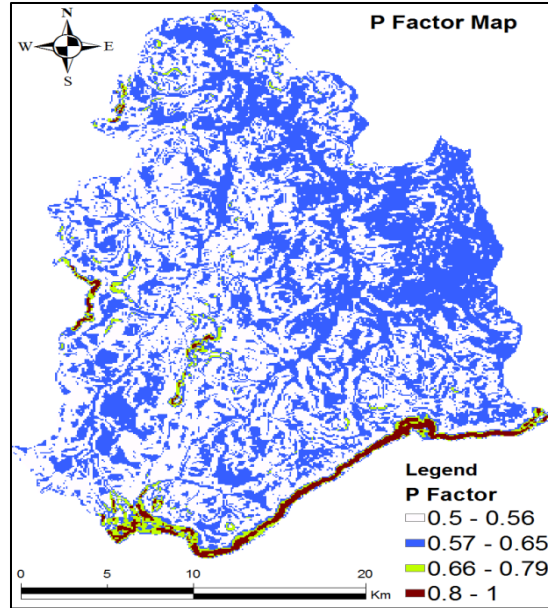 P Factor Map
N
W E
S
Legend
P Factor
0.5 - 0.56
0.57 - 0.65
0.66 - 0.79
0.8 - 1
0 5 10 20
Km